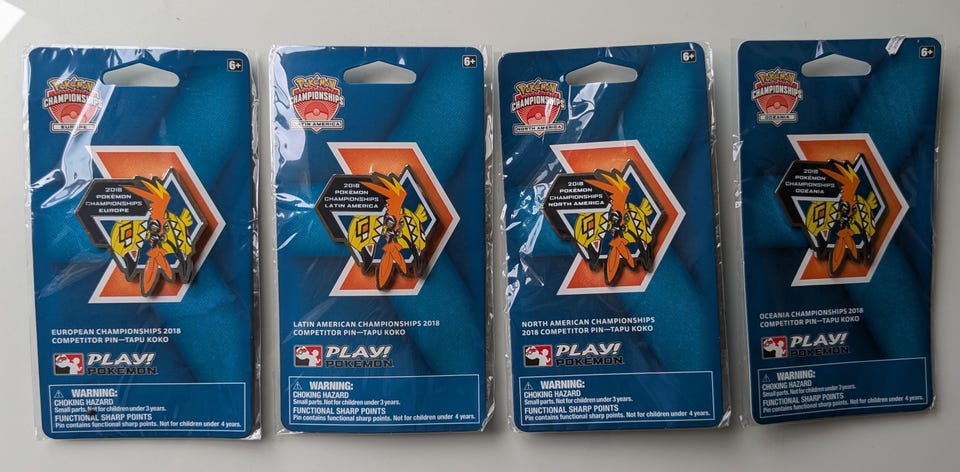 6+
POKÉMON
CHAMPIONSHIPS
EUROPE
2018
POKÉMON
CHAMPIONSHIPS
EUROPE
EUROPEAN CHAMPIONSHIPS 2018
COMPETITOR PIN—TAPU KOKO
PLAY!
POKÉMON
WARNING:
CHOKING HAZARD
Small parts. Not for children under 3 years.
FUNCTIONAL SHARP POINTS
Pin contains functional sharp points. Not for children under 4 years.
6+
POKÉMON
CHAMPIONSHIPS
LATIN AMERICA
2018
POKÉMON
CHAMPIONSHIPS
LATIN AMERICA
LATIN AMERICAN CHAMPIONSHIPS 2018
COMPETITOR PIN—TAPU KOKO
PLAY!
POKÉMON
WARNING:
CHOKING HAZARD
Small parts. Not for children under 3 years.
FUNCTIONAL SHARP POINTS
Pin contains functional sharp points. Not for children under 4 years.
6+
POKÉMON
CHAMPIONSHIPS
NORTH AMERICA
2018
POKÉMON
CHAMPIONSHIPS
NORTH AMERICA
NORTH AMERICAN CHAMPIONSHIPS
2018 COMPETITOR PIN—TAPU KOKO
PLAY!
POKÉMON
WARNING:
CHOKING HAZARD
Small parts. Not for children under 3 years.
FUNCTIONAL SHARP POINTS
Pin contains functional sharp points. Not for children under 4 years.
6+
POKÉMON
CHAMPIONSHIPS
OCEANIA
2018
POKÉMON
CHAMPIONSHIPS
OCEANIA
OCEANIA CHAMPIONSHIPS 2018
COMPETITOR PIN—TAPU KOKO
PLAY!
POKÉMON
WARNING:
CHOKING HAZARD
Small parts. Not for children under 3 years.
FUNCTIONAL SHARP POINTS
Pin contains functional sharp points. Not for children under 4 years.